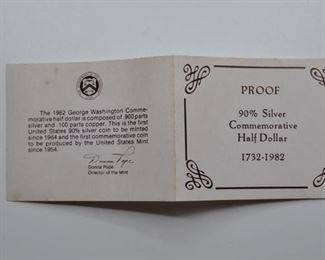 The 1982 George Washington Comme-
morative half dollar is composed of .900 parts
silver and .100 parts copper. This is the first
United States 90% silver coin to be minted
since 1964 and the first commemorative coin to
be produced by the United States Mint
since 1954.
Donna Pope
Donna Pope
Director of the Mint
PROOF
90% Silver
Commemorative
Half Dollar
1732-1982